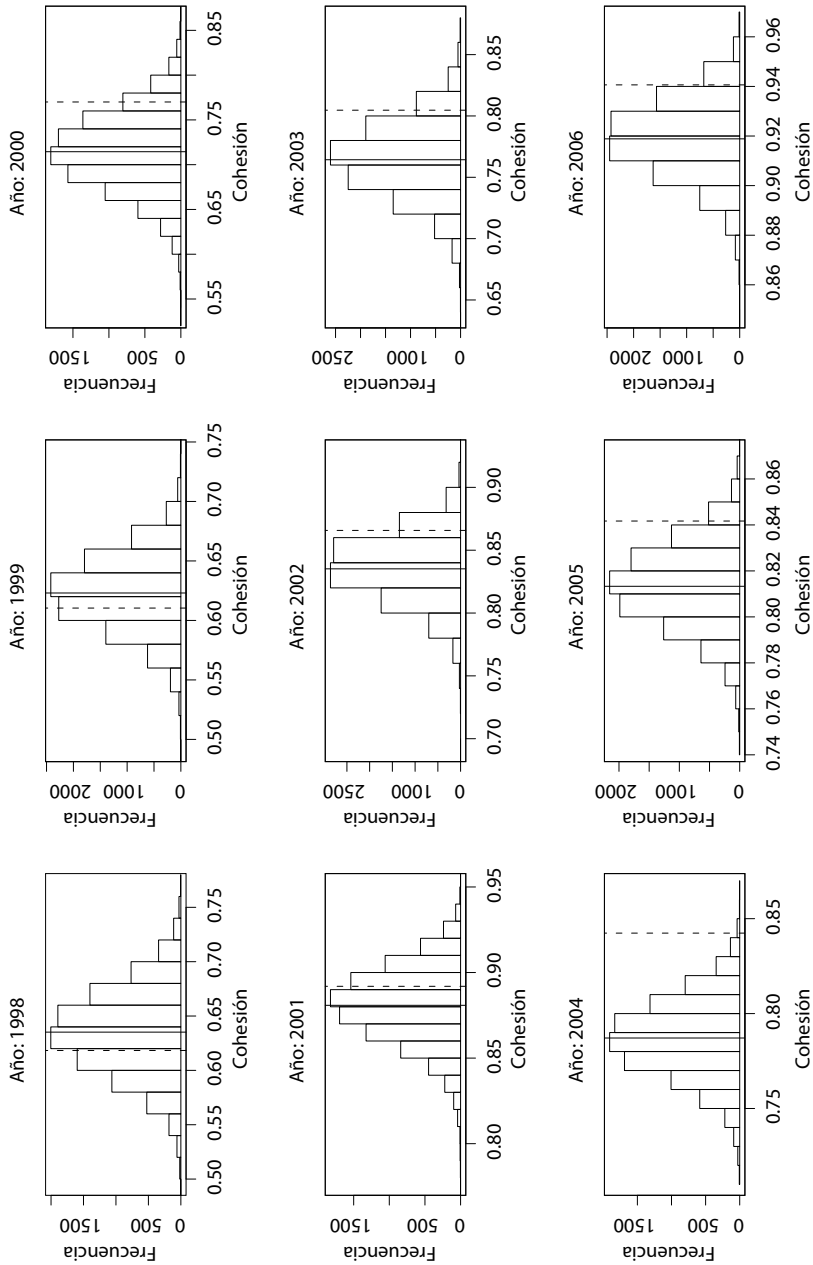 Año: 1998
Frecuencia
1500
500
0
0.50 0.55 0.60 0.65 0.70 0.75
Cohesión
Año: 1999
Frecuencia
2000
1000
0
0.50 0.55 0.60 0.65 0.70 0.75
Cohesión
Año: 2000
Frecuencia
1500
500
0
0.55 0.65 0.75 0.85
Cohesión
Año: 2001
Frecuencia
1500
500
0
0.80 0.85 0.90 0.95
Cohesión
Año: 2002
Frecuencia
2500
1000
0
0.70 0.75 0.80 0.85 0.90
Cohesión
Año: 2003
Frecuencia
2500
1000
0
0.65 0.70 0.75 0.80 0.85
Cohesión
Año: 2004
Frecuencia
1500
500
0
0.75 0.80 0.85
Cohesión
Año: 2005
Frecuencia
2000
1000
0
0.74 0.76 0.78 0.80 0.82 0.84 0.86
Cohesión
Año: 2006
Frecuencia
2000
1000
0
0.86 0.88 0.90 0.92 0.94 0.96
Cohesión